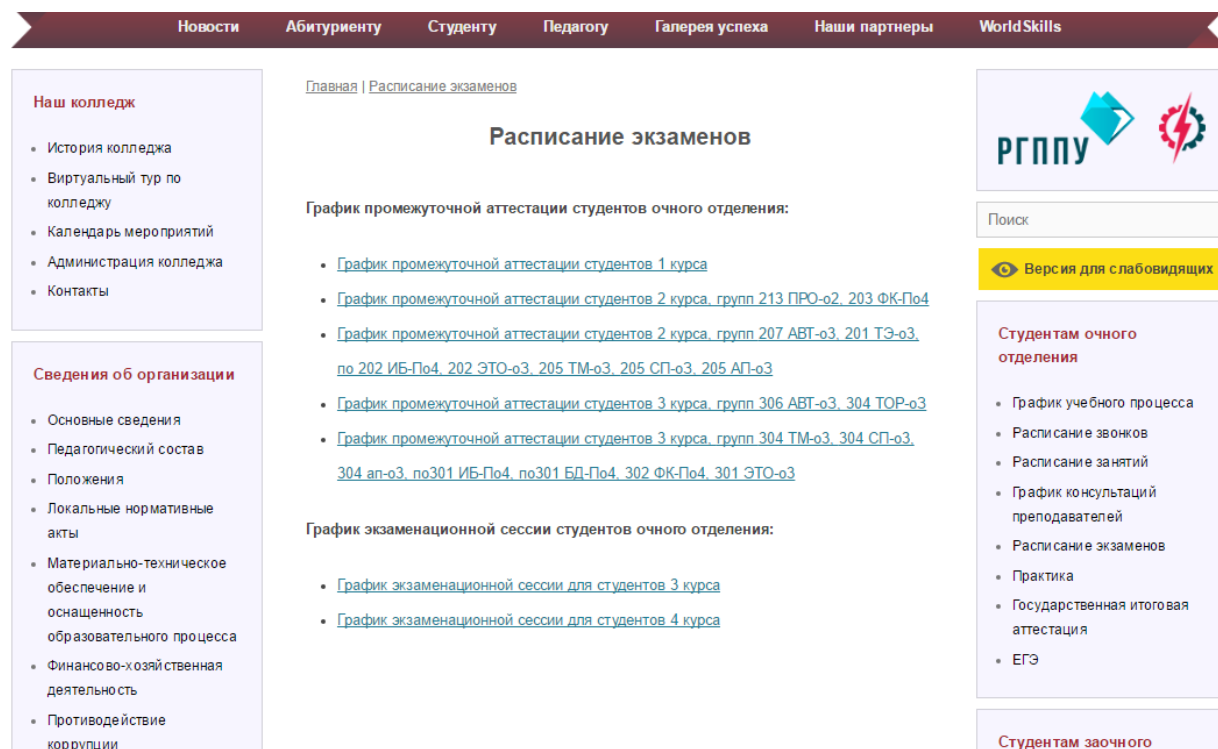 Новости Абитуриенту Студенту Педагогу Галерея успеха Наши партнеры WorldSkills
Наш колледж
История колледжа
Виртуальный тур по
колледжу
Календарь мероприятий
Администрация колледжа
Контакты
Сведения об организации
Основные сведения
Педагогический состав
Положения
Локальные нормативные
акты
Материально-техническое
обеспечение и
оснащенность
образовательного процесса
Финансово-хозяйственная
деятельность
Противодействие
коррупции
Главная | Расписание экзаменов
Расписание экзаменов
График промежуточной аттестации студентов очного отделения:
График промежуточной аттестации студентов 1 курса
График промежуточной аттестации студентов 2 курса, групп 213 ПРО-о2, 203 ФК-По4
График промежуточной аттестации студентов 2 курса, групп 207 АВТ-о3, 201 ТЭ-о3,
по 202 ИБ-По4, 202 ЭТО-о3, 205 ТМ-о3, 205 СП-о3, 205 АП-о3
График промежуточной аттестации студентов 3 курса, групп 306 АВТ-о3, 304 ТОР-о3
График промежуточной аттестации студентов 3 курса, групп 304 ТМ-о3, 304 СП-о3,
304 ап-о3, по301 ИБ-По4, по301 БД-По4, 302 ФК-По4, 301 ЭТО-о3
График экзаменационной сессии студентов очного отделения:
График экзаменационной сессии для студентов 3 курса
График экзаменационной сессии для студентов 4 курса
РГППУ
Поиск
Версия для слабовидящих
Студентам очного
отделения
График учебного процесса
Расписание звонков
Расписание занятий
График консультаций
преподавателей
Расписание экзаменов
Практика
Государственная итоговая
аттестация
ЕГЭ
Студентам заочного